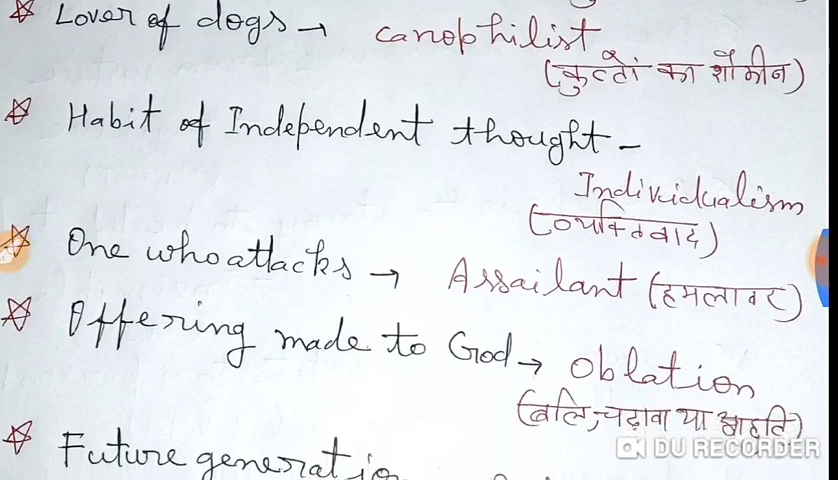 Lover of dogs → canophilist
(कुत्तों का शौकीन)
Habit of Independent thought -
Individualism
(व्यक्तिवाद)
One who attacks → Assailant (हमलावर)
Offering made to God → Oblation
(बलि, चढ़ावा या आहुति)
DU RECORDER
Future generation